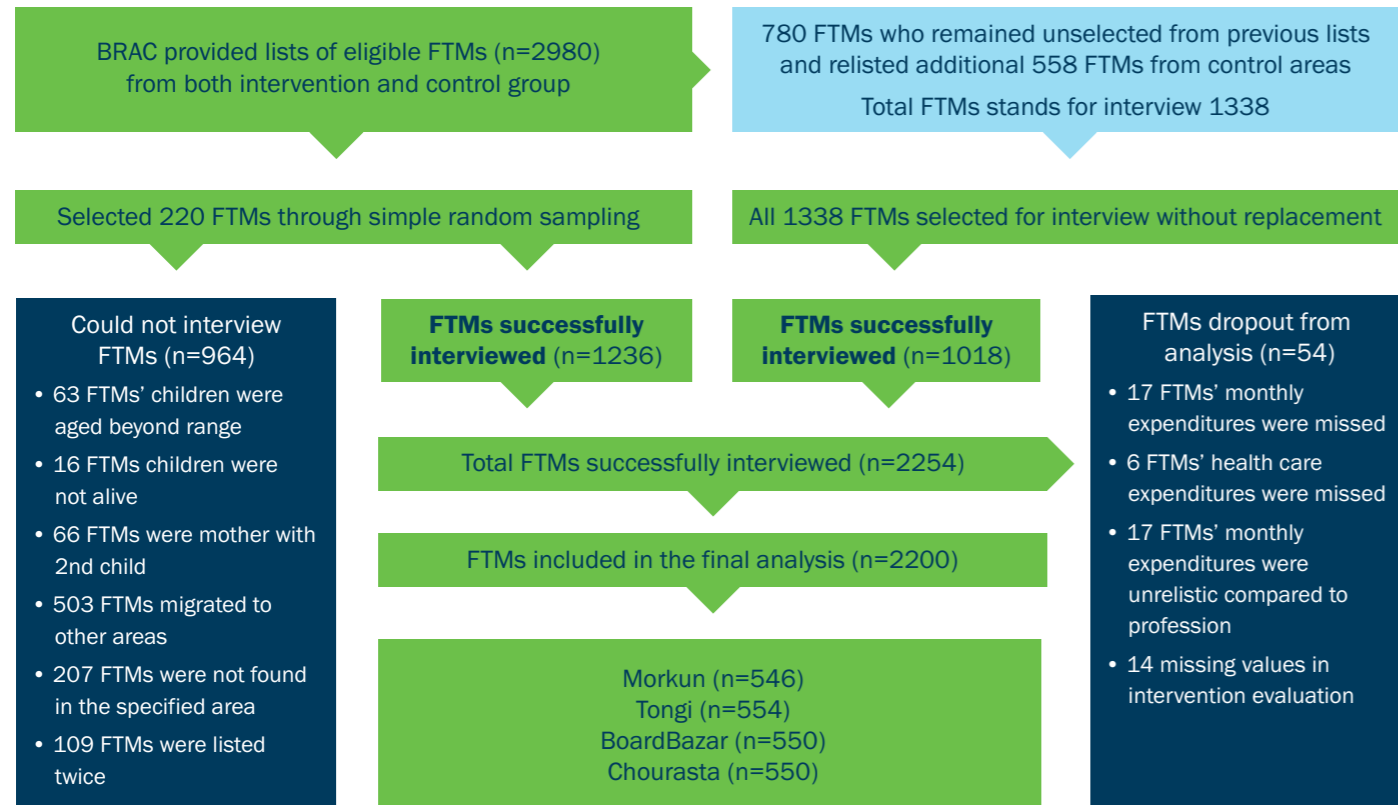 BRAC provided lists of eligible FTMs (n=2980)
from both intervention and control group
780 FTMs who remained unselected from previous lists
and relisted additional 558 FTMs from control areas
Total FTMs stands for interview 1338
Selected 220 FTMs through simple random sampling
All 1338 FTMs selected for interview without replacement
Could not interview
FTMs (n=964)
• 63 FTMs’ children were
aged beyond range
• 16 FTMs children were
not alive
• 66 FTMs were mother with
2nd child
• 503 FTMs migrated to
other areas
• 207 FTMs were not found
in the specified area
• 109 FTMs were listed
twice
FTMs successfully
interviewed (n=1236)
FTMs successfully
interviewed (n=1018)
Total FTMs successfully interviewed (n=2254)
FTMs included in the final analysis (n=2200)
Morkun (n=546)
Tongi (n=554)
BoardBazar (n=550)
Chourasta (n=550)
FTMs dropout from
analysis (n=54)
• 17 FTMs’ monthly
expenditures were missed
• 6 FTMs’ health care
expenditures were missed
• 17 FTMs’ monthly
expenditures were
unrelistic compared to
profession
• 14 missing values in
intervention evaluation